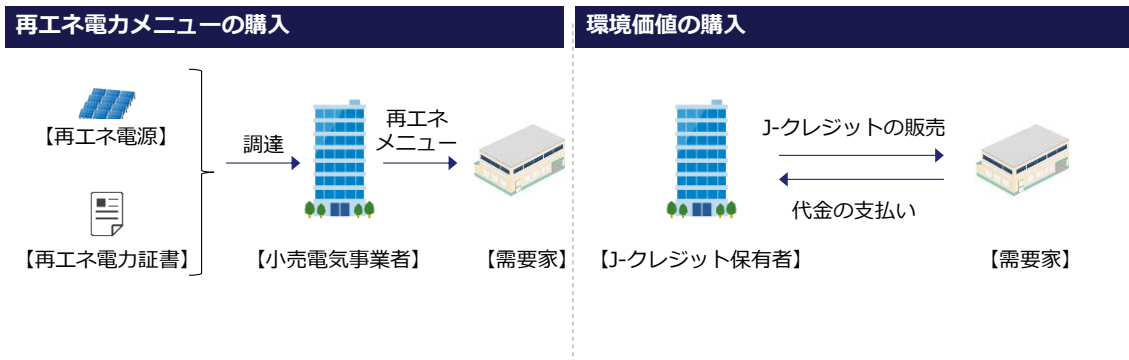 再エネ電力メニューの購入
【再エネ電源】
【再エネ電力証書】
調達
【小売電気事業者】
再エネ
メニュー
【需要家】
環境価値の購入
【J-クレジット保有者】
J-クレジットの販売
代金の支払い
【需要家】